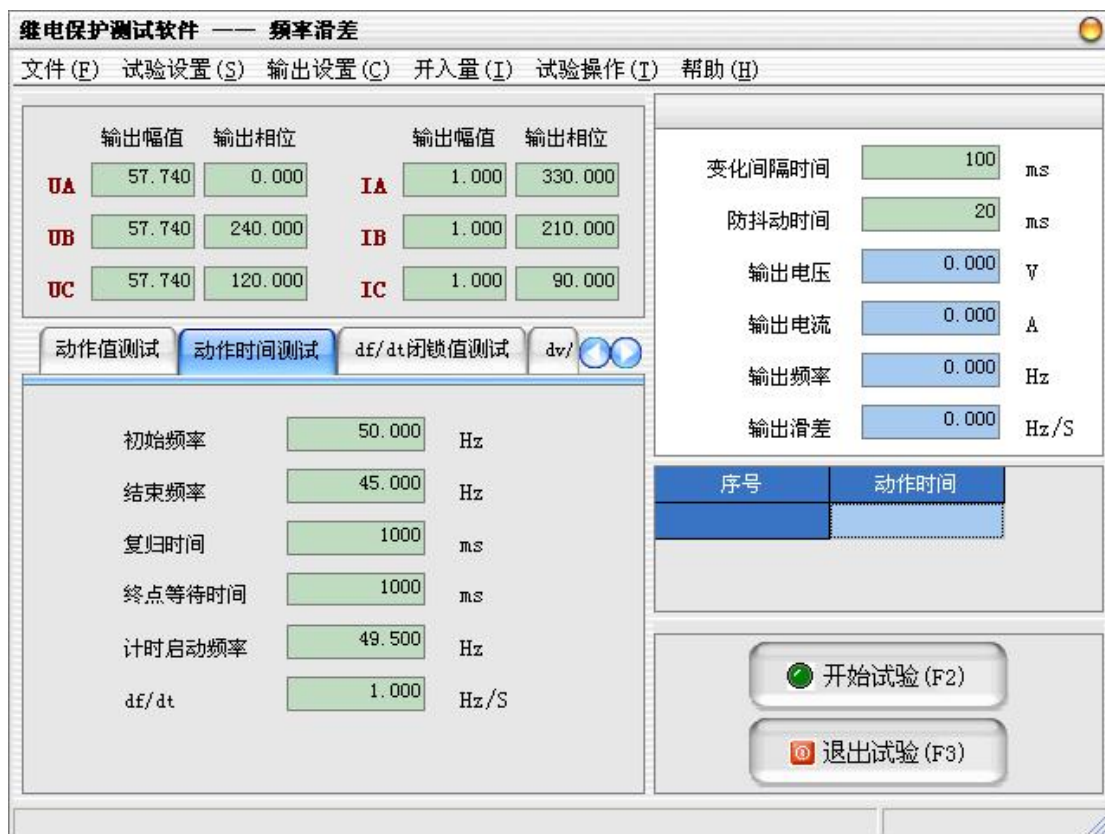 继电保护测试软件 —— 频率滑差
文件(F) 试验设置(S) 输出设置(C) 开入量(I) 试验操作(T) 帮助(H)
输出幅值 输出相位 输出幅值 输出相位
UA 57.740 0.000 IA 1.000 330.000
UB 57.740 240.000 IB 1.000 210.000
UC 57.740 120.000 IC 1.000 90.000
动作值测试 动作时间测试 df/dt闭锁值测试 dv/
初始频率 50.000 Hz
结束频率 45.000 Hz
复归时间 1000 ms
终点等待时间 1000 ms
计时启动频率 49.500 Hz
df/dt 1.000 Hz/S
变化间隔时间 100 ms
防抖动时间 20 ms
输出电压 0.000 V
输出电流 0.000 A
输出频率 0.000 Hz
输出滑差 0.000 Hz/S
序号 动作时间
开始试验(F2)
退出试验(F3)